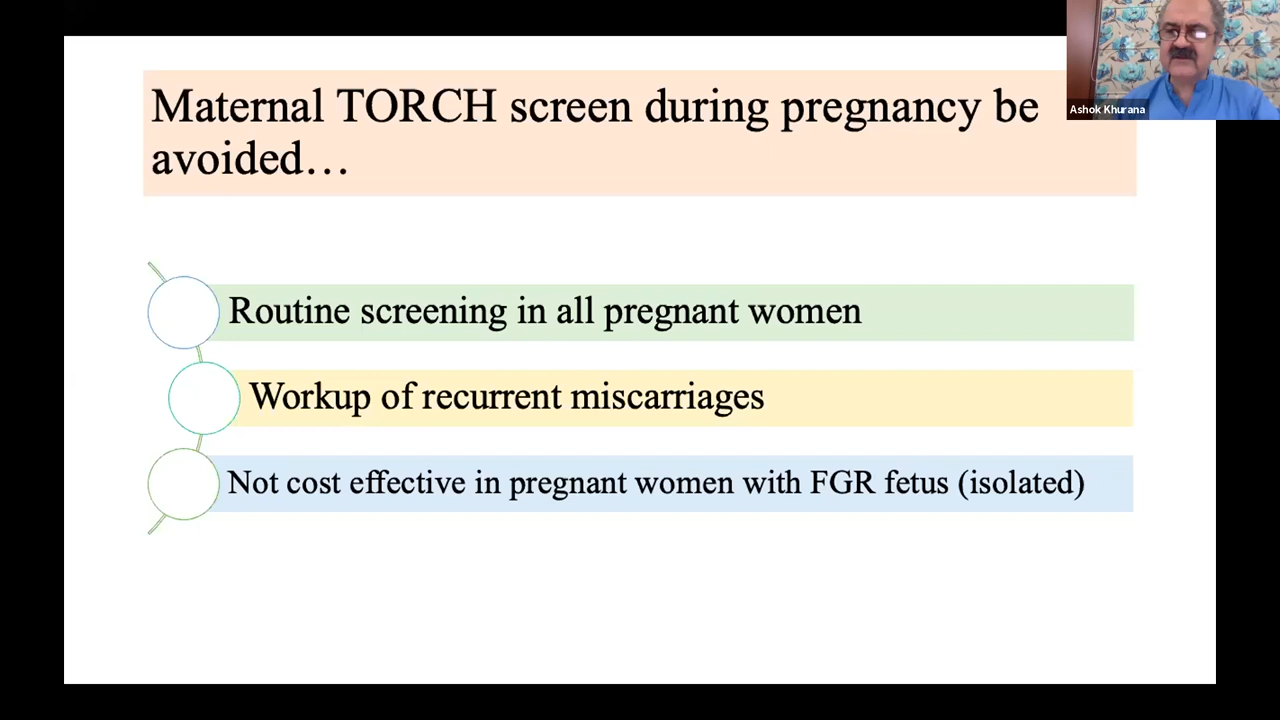 Maternal TORCH screen during pregnancy be
avoided…
Ashok Khurana
Routine screening in all pregnant women
Workup of recurrent miscarriages
Not cost effective in pregnant women with FGR fetus (isolated)